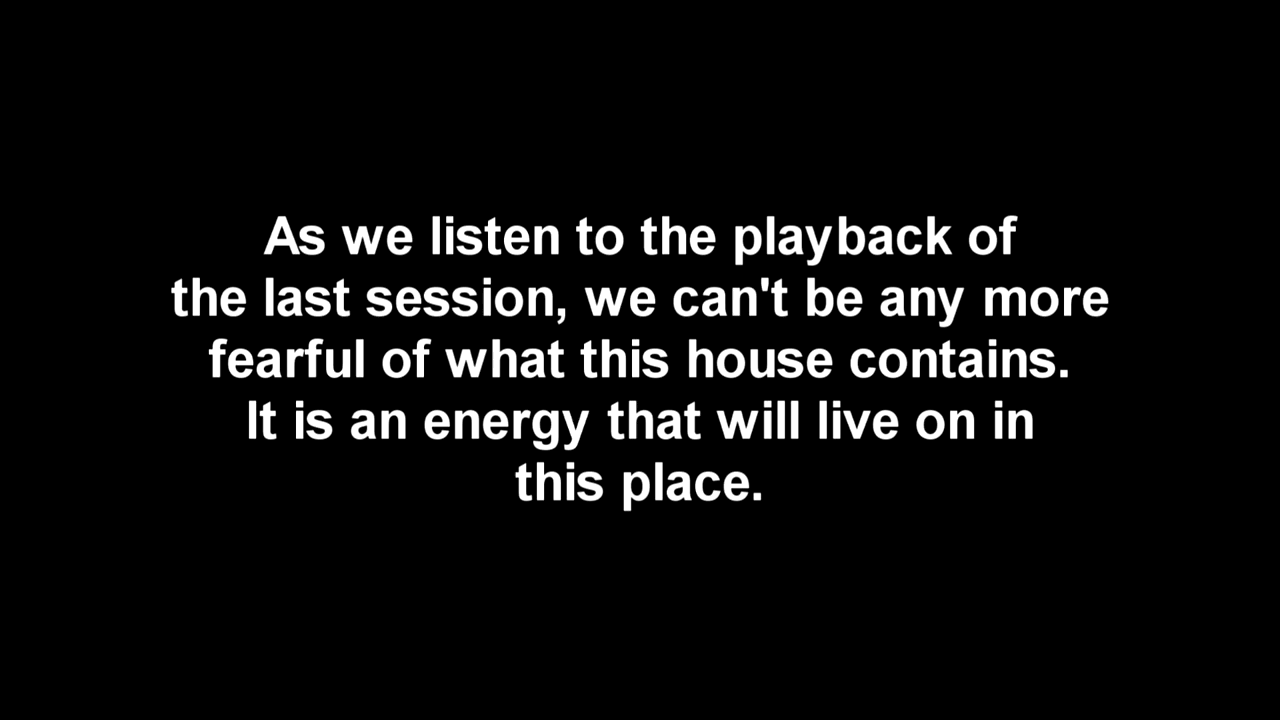 As we listen to the playback of
the last session, we can't be any more
fearful of what this house contains.
It is an energy that will live on in
this place.